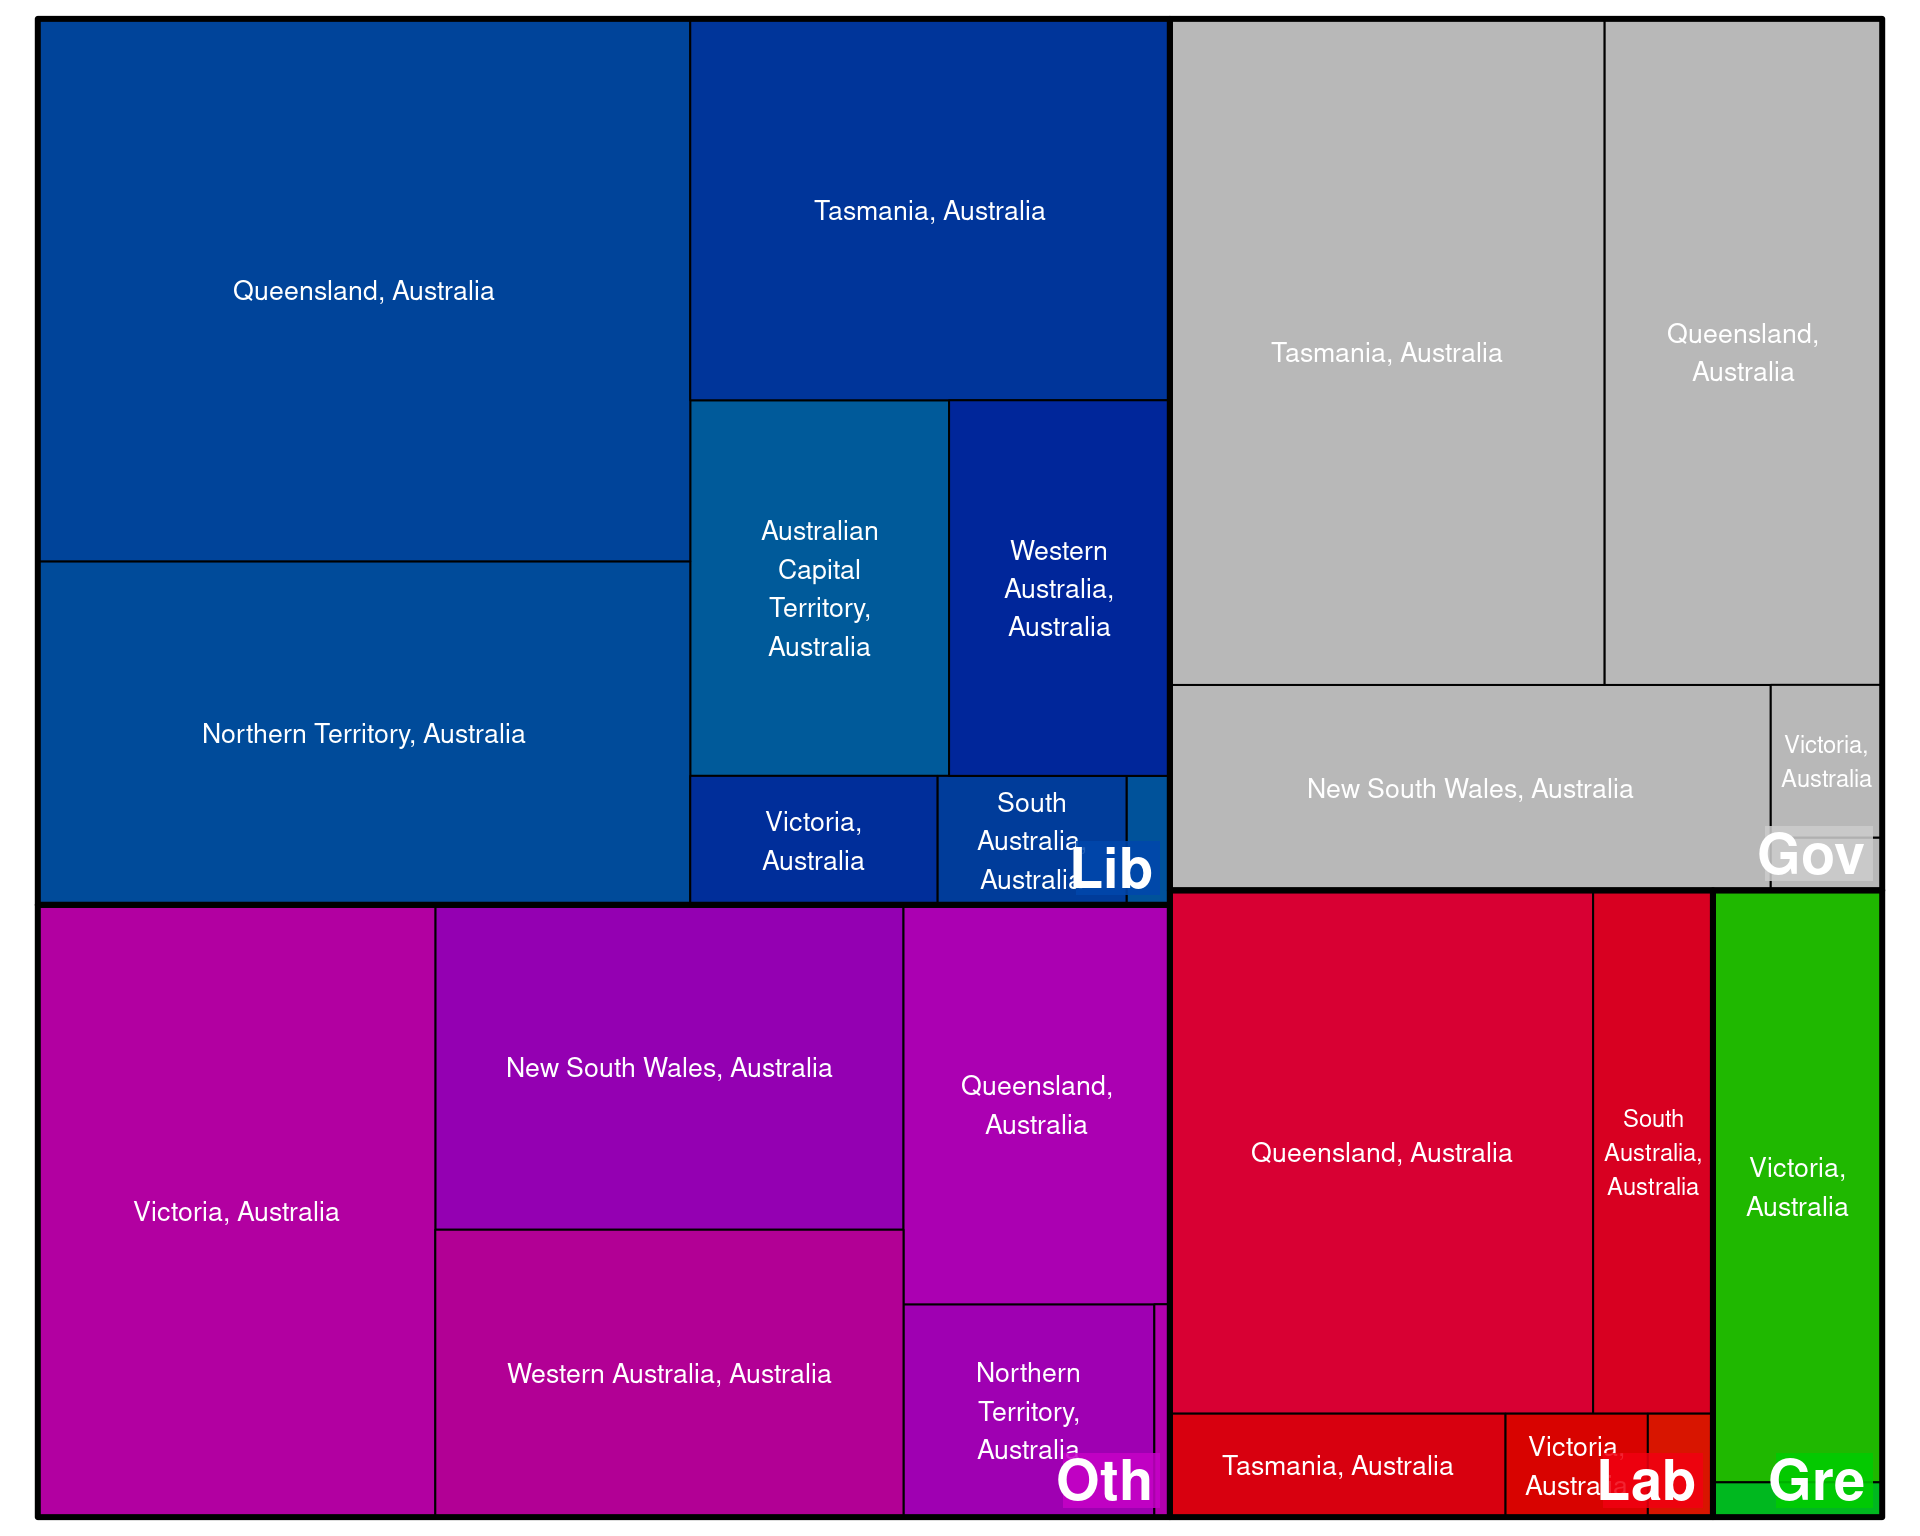 Queensland, Australia
Northern Territory, Australia
Tasmania, Australia
Australian
Capital
Territory,
Australia
Western
Australia,
Australia
Victoria,
Australia
South
Australia,
Australia
Lib
Tasmania, Australia
Queensland,
Australia
New South Wales, Australia
Victoria,
Australia
Gov
Victoria, Australia
New South Wales, Australia
Western Australia, Australia
Queensland,
Australia
Northern
Territory,
Australia
Oth
Queensland, Australia
South
Australia,
Australia
Tasmania, Australia
Victoria,
Australia
Lab
Victoria,
Australia
Gre